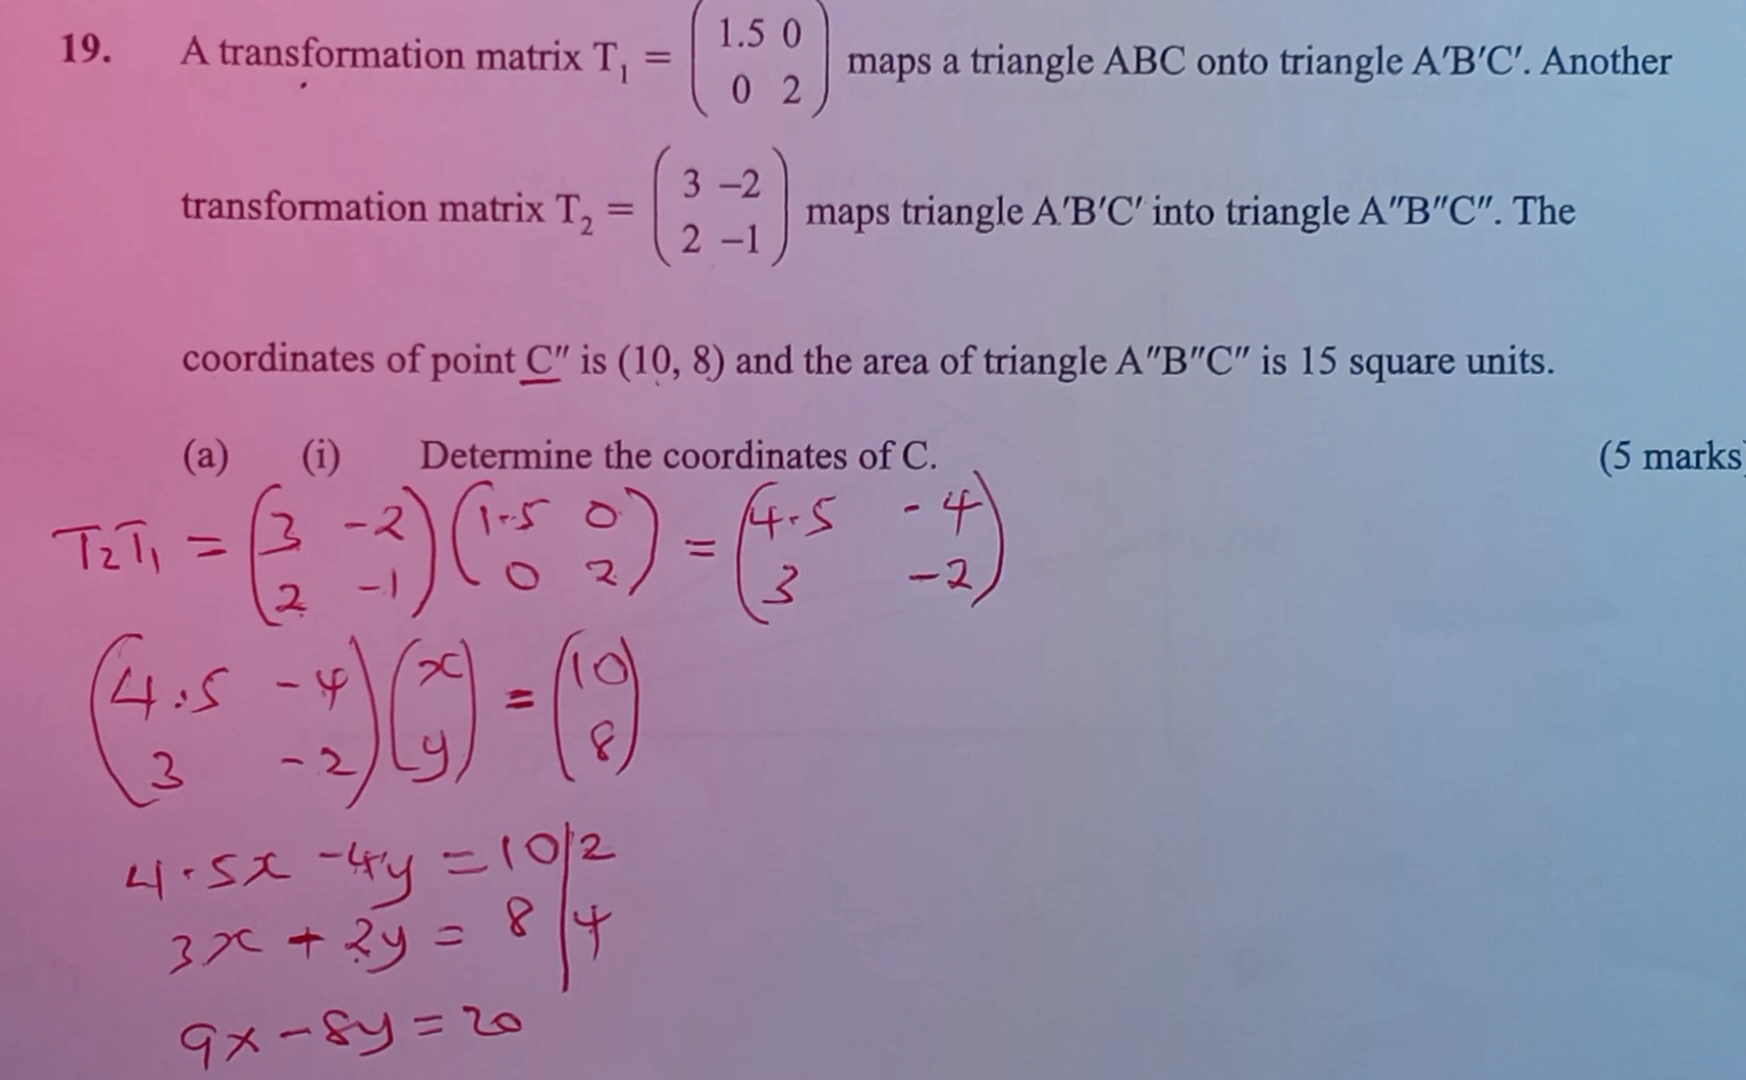 19. A transformation matrix T₁ = (1.5 0 / 0 2) maps a triangle ABC onto triangle A′B′C′. Another
transformation matrix T₂ = (3 −2 / 2 −1) maps triangle A′B′C′ into triangle A″B″C″. The
coordinates of point C″ is (10, 8) and the area of triangle A″B″C″ is 15 square units.
(a) (i) Determine the coordinates of C. (5 marks)
T₂T₁ = (3 -2 / 2 -1)(1.5 0 / 0 2) = (4.5 -4 / 3 -2)
(4.5 -4 / 3 -2)(x / y) = (10 / 8)
4.5x - 4y = 10 | 2
3x + 2y = 8 | 4
9x - 8y = 20